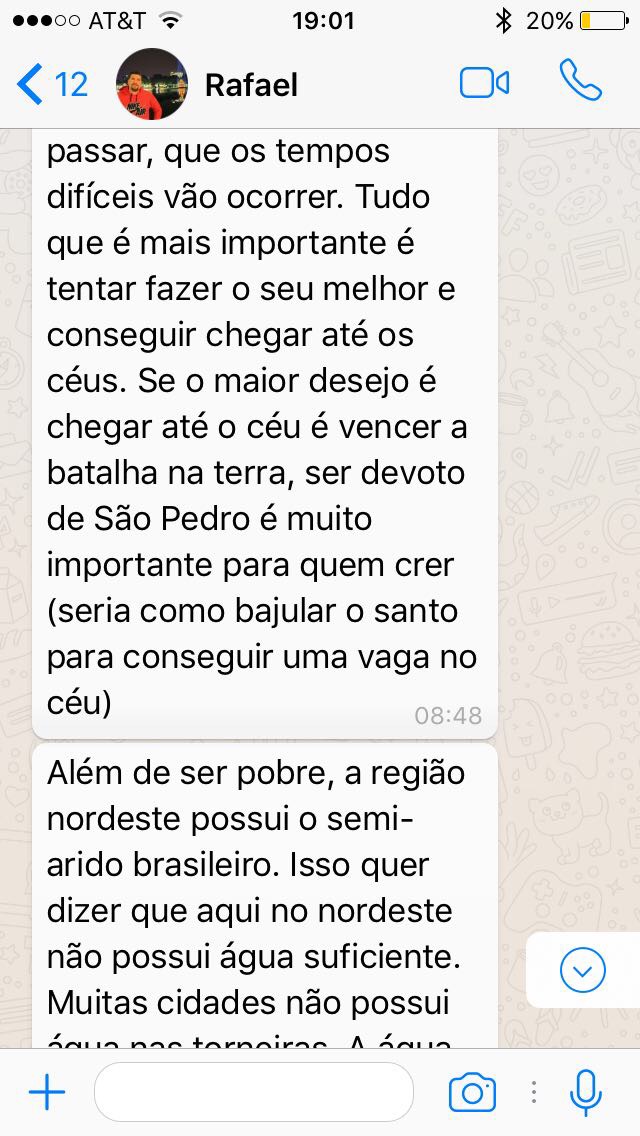 AT&T 19:01 20%
12 Rafael
passar, que os tempos
difíceis vão ocorrer. Tudo
que é mais importante é
tentar fazer o seu melhor e
conseguir chegar até os
céus. Se o maior desejo é
chegar até o céu é vencer a
batalha na terra, ser devoto
de São Pedro é muito
importante para quem crer
(seria como bajular o santo
para conseguir uma vaga no
céu)
08:48
Além de ser pobre, a região
nordeste possui o semi-
arido brasileiro. Isso quer
dizer que aqui no nordeste
não possui água suficiente.
Muitas cidades não possui
água nas torneiras. A água